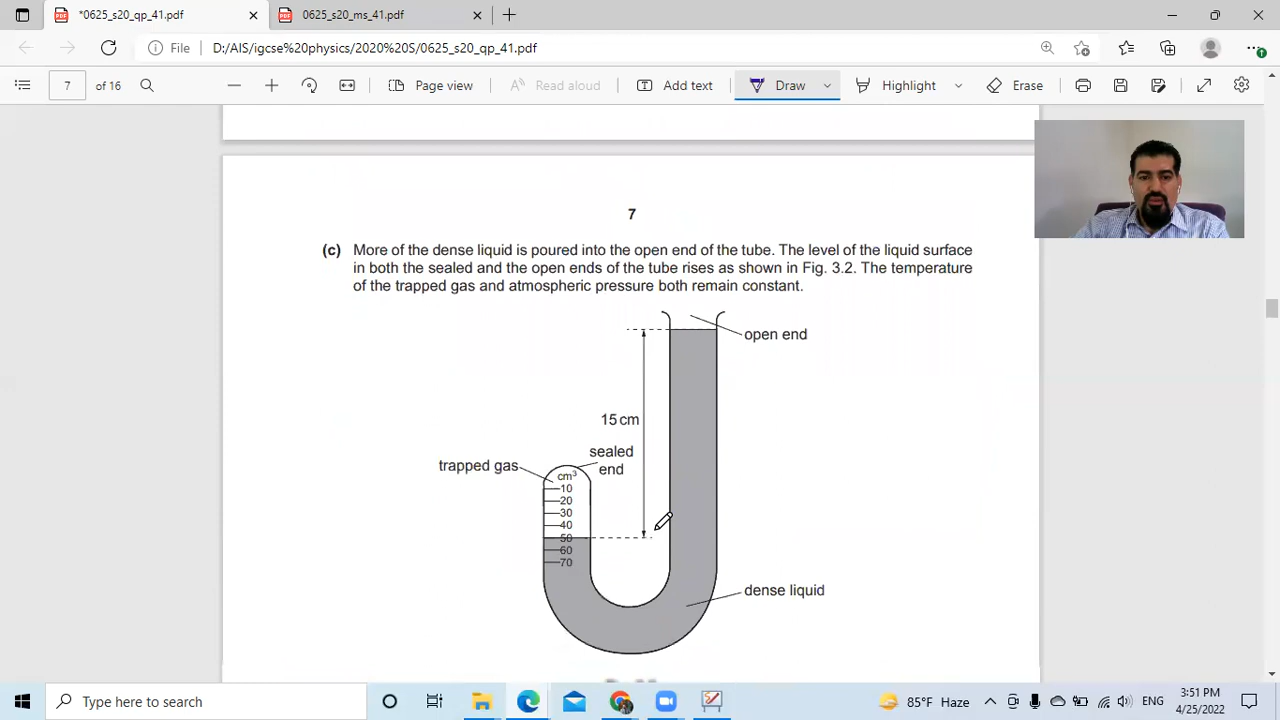 *0625_s20_qp_41.pdf
0625_s20_ms_41.pdf
File
D:/AIS/igcse%20physics/2020%20S/0625_s20_qp_41.pdf
7
of 16
Page view
Read aloud
Add text
Draw
Highlight
Erase
7
(c) More of the dense liquid is poured into the open end of the tube. The level of the liquid surface
in both the sealed and the open ends of the tube rises as shown in Fig. 3.2. The temperature
of the trapped gas and atmospheric pressure both remain constant.
open end
15 cm
sealed
end
trapped gas
cm³
10
20
30
40
50
60
70
dense liquid
Type here to search
85°F Haze
ENG
3:51 PM
4/25/2022